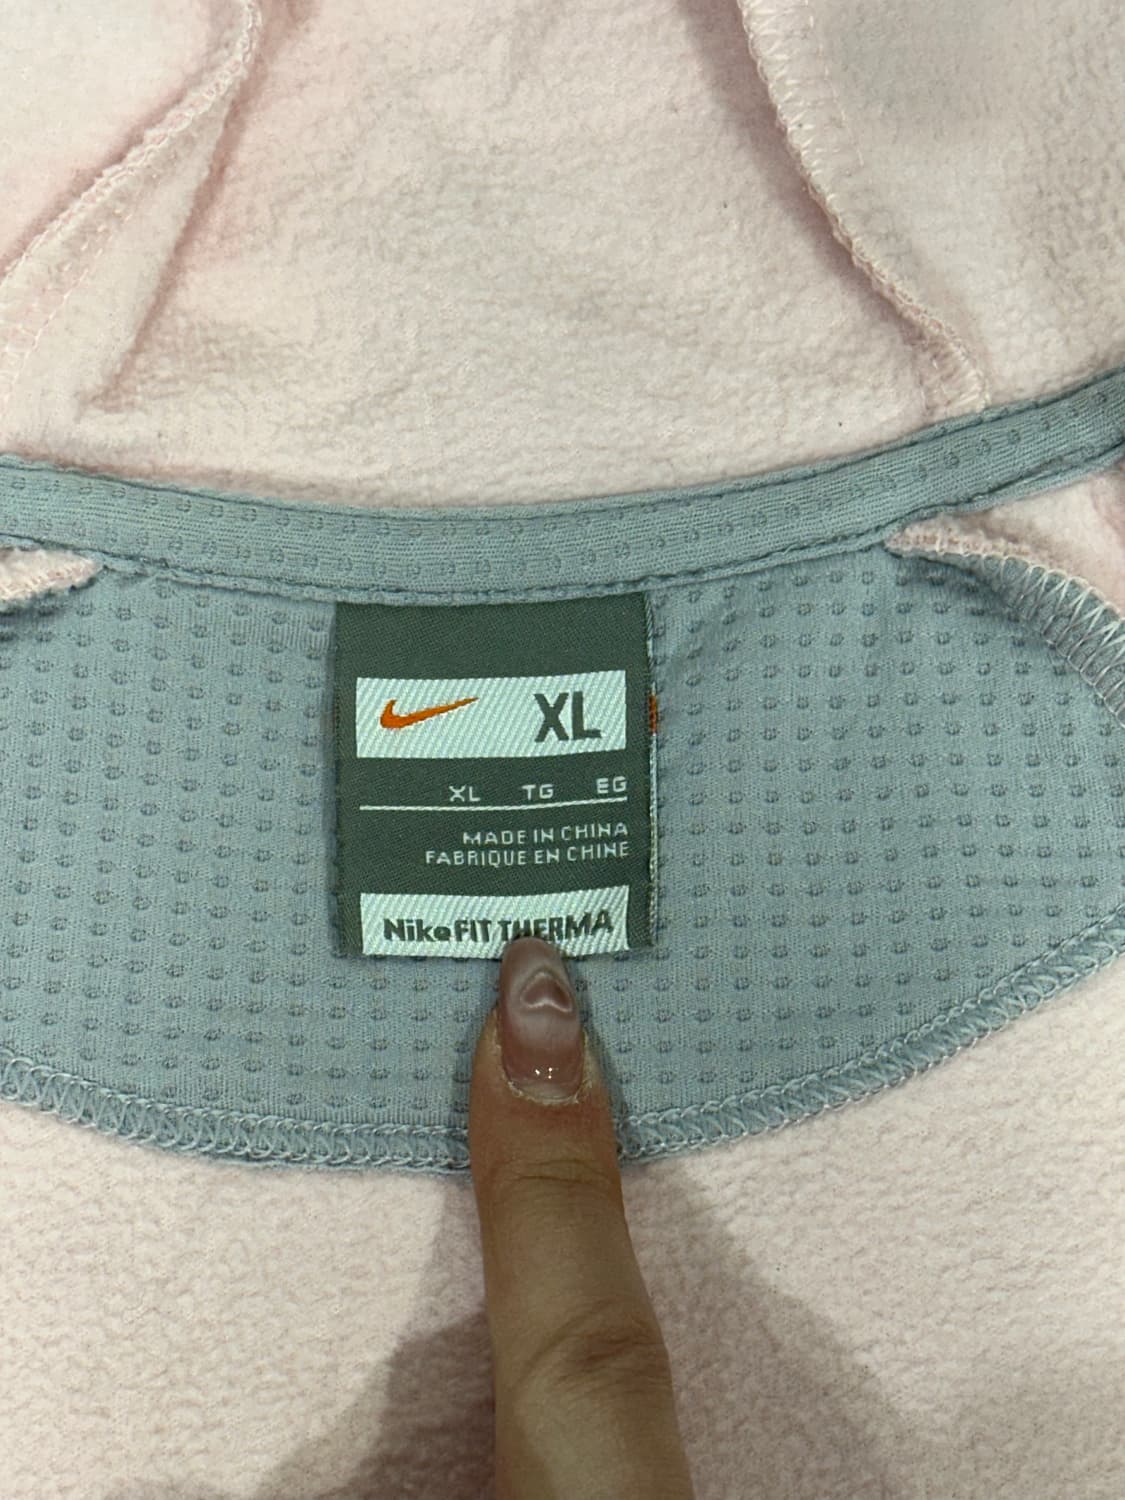 XL
XL TG EG
MADE IN CHINA
FABRIQUE EN CHINE
NikeFIT THERMA